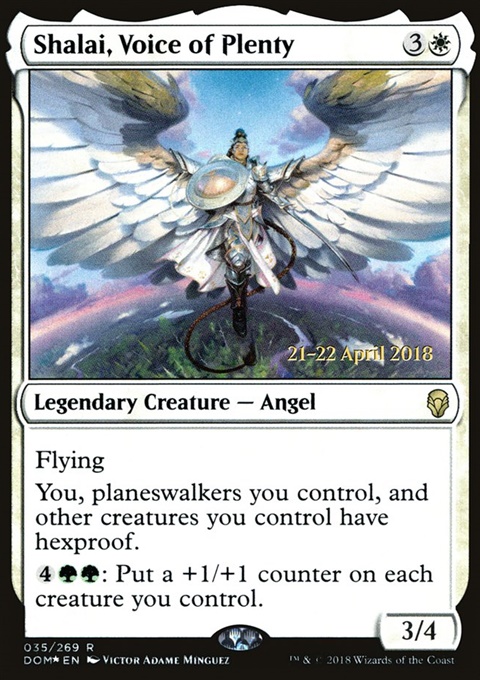 Shalai, Voice of Plenty 3
21–22 April 2018
Legendary Creature — Angel
Flying
You, planeswalkers you control, and
other creatures you control have
hexproof.
4: Put a +1/+1 counter on each
creature you control.
3/4
035/269 R
DOM★EN Victor Adame Minguez
™ & © 2018 Wizards of the Coast